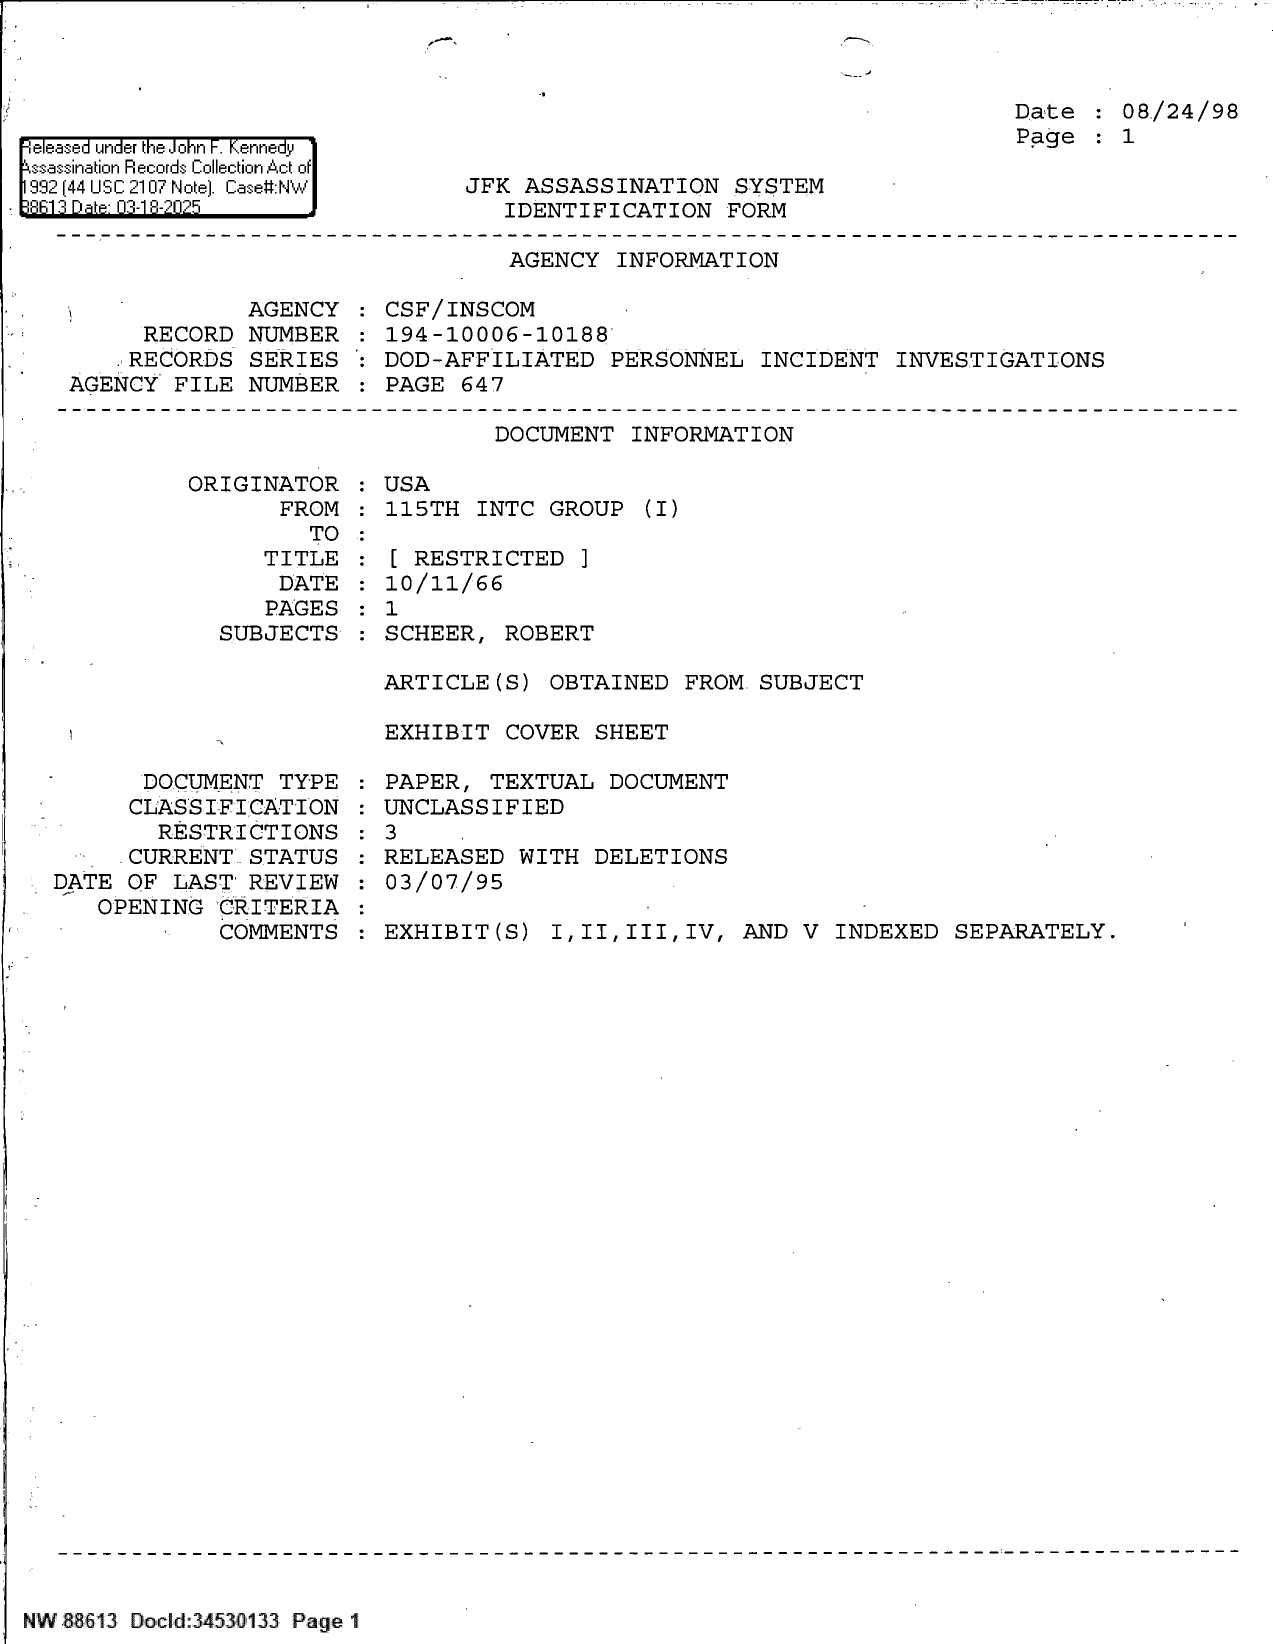 Date : 08/24/98
Page : 1
Released under the John F. Kennedy
Assassination Records Collection Act of
1992 (44 USC 2107 Note). Case#:NW
88613 Date: 03-18-2025
JFK ASSASSINATION SYSTEM
IDENTIFICATION FORM
AGENCY INFORMATION
AGENCY : CSF/INSCOM
RECORD NUMBER : 194-10006-10188
RECORDS SERIES : DOD-AFFILIATED PERSONNEL INCIDENT INVESTIGATIONS
AGENCY FILE NUMBER : PAGE 647
DOCUMENT INFORMATION
ORIGINATOR : USA
FROM : 115TH INTC GROUP (I)
TO :
TITLE : [ RESTRICTED ]
DATE : 10/11/66
PAGES : 1
SUBJECTS : SCHEER, ROBERT
ARTICLE(S) OBTAINED FROM SUBJECT
EXHIBIT COVER SHEET
DOCUMENT TYPE : PAPER, TEXTUAL DOCUMENT
CLASSIFICATION : UNCLASSIFIED
RESTRICTIONS : 3
CURRENT STATUS : RELEASED WITH DELETIONS
DATE OF LAST REVIEW : 03/07/95
OPENING CRITERIA :
COMMENTS : EXHIBIT(S) I,II,III,IV, AND V INDEXED SEPARATELY.
NW 88613 DocId:34530133 Page 1